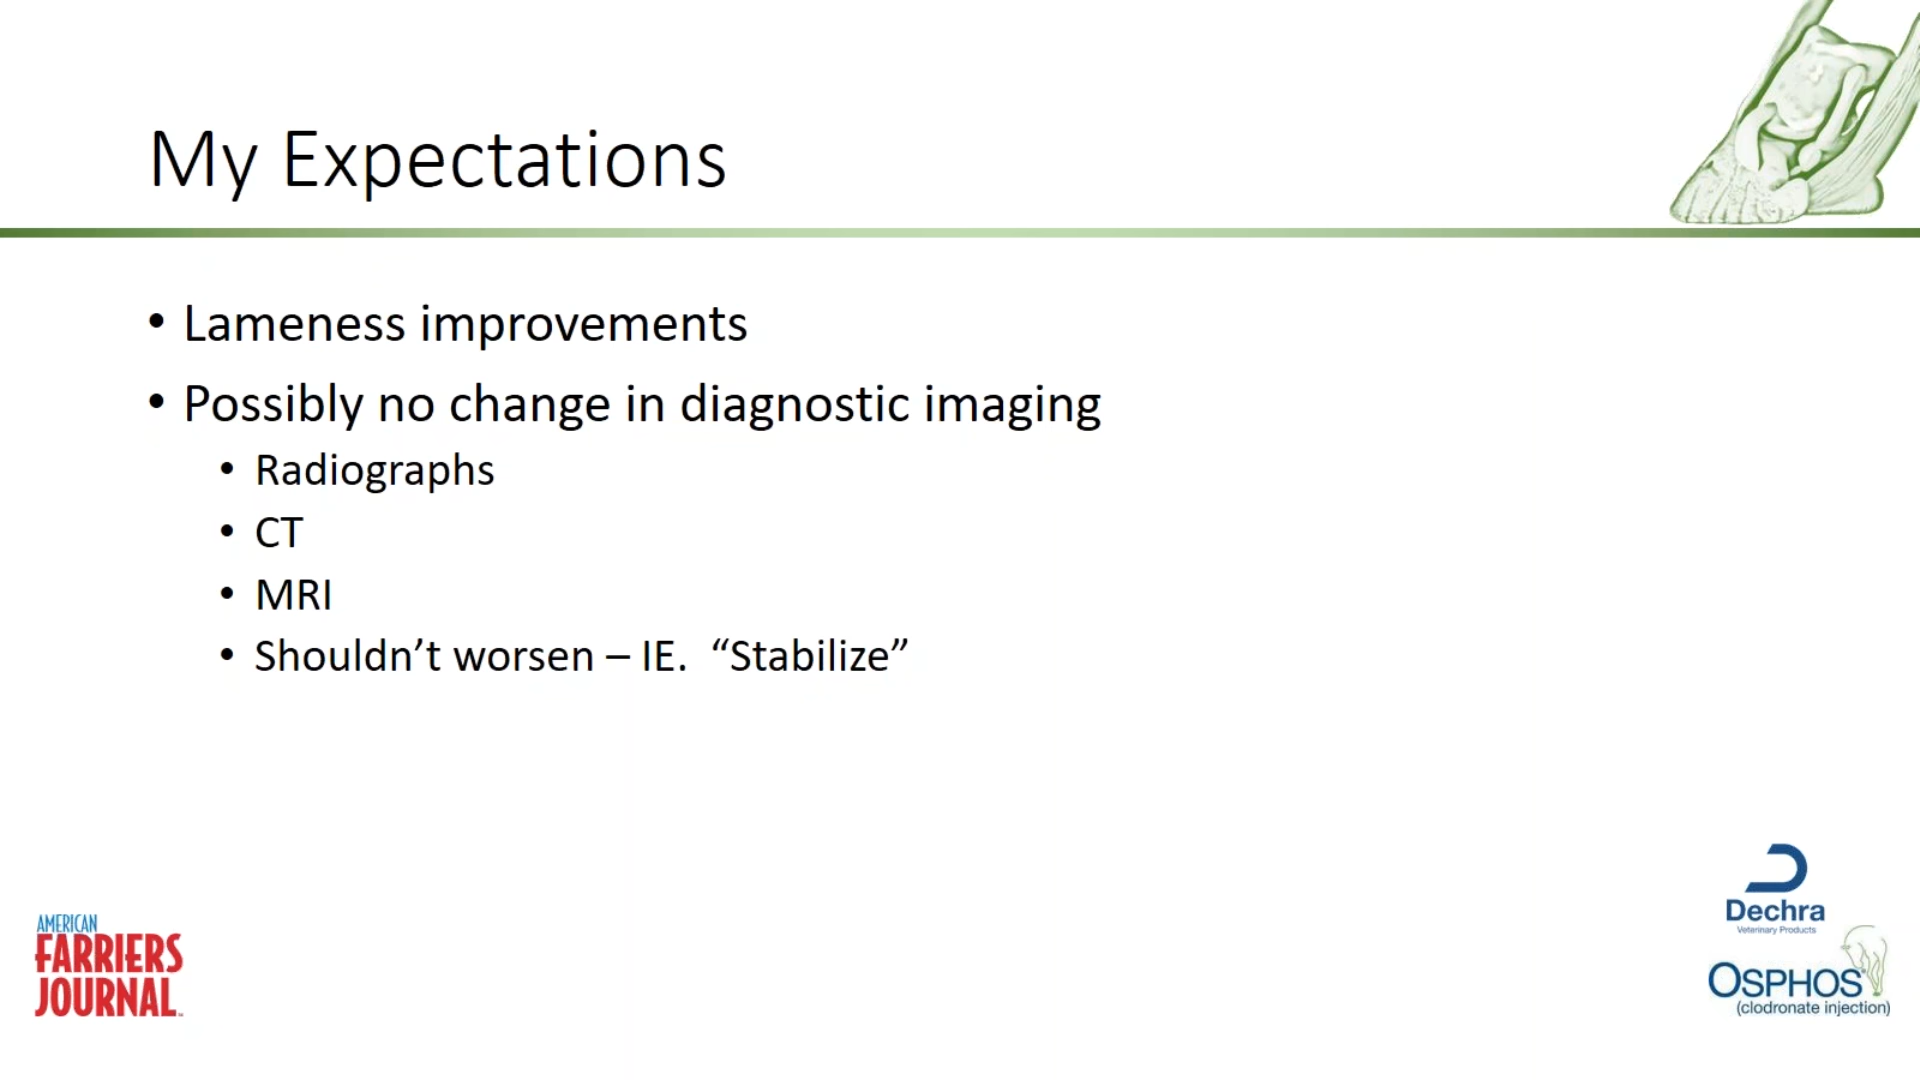 My Expectations
• Lameness improvements
• Possibly no change in diagnostic imaging
• Radiographs
• CT
• MRI
• Shouldn’t worsen – IE.  “Stabilize”
AMERICAN
FARRIERS
JOURNAL™
Dechra
Veterinary Products
OSPHOS®
(clodronate injection)